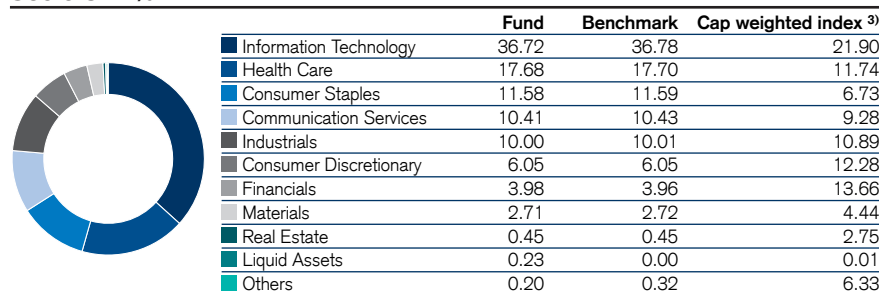 Fund Benchmark Cap weighted index 3)
Information Technology 36.72 36.78 21.90
Health Care 17.68 17.70 11.74
Consumer Staples 11.58 11.59 6.73
Communication Services 10.41 10.43 9.28
Industrials 10.00 10.01 10.89
Consumer Discretionary 6.05 6.05 12.28
Financials 3.98 3.96 13.66
Materials 2.71 2.72 4.44
Real Estate 0.45 0.45 2.75
Liquid Assets 0.23 0.00 0.01
Others 0.20 0.32 6.33